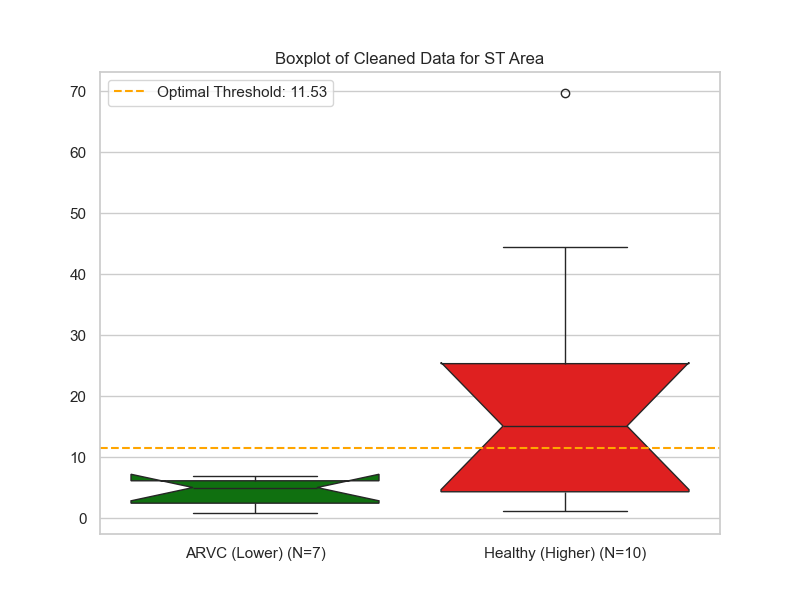 Boxplot of Cleaned Data for ST Area
Optimal Threshold: 11.53
70
60
50
40
30
20
10
0
ARVC (Lower) (N=7)
Healthy (Higher) (N=10)